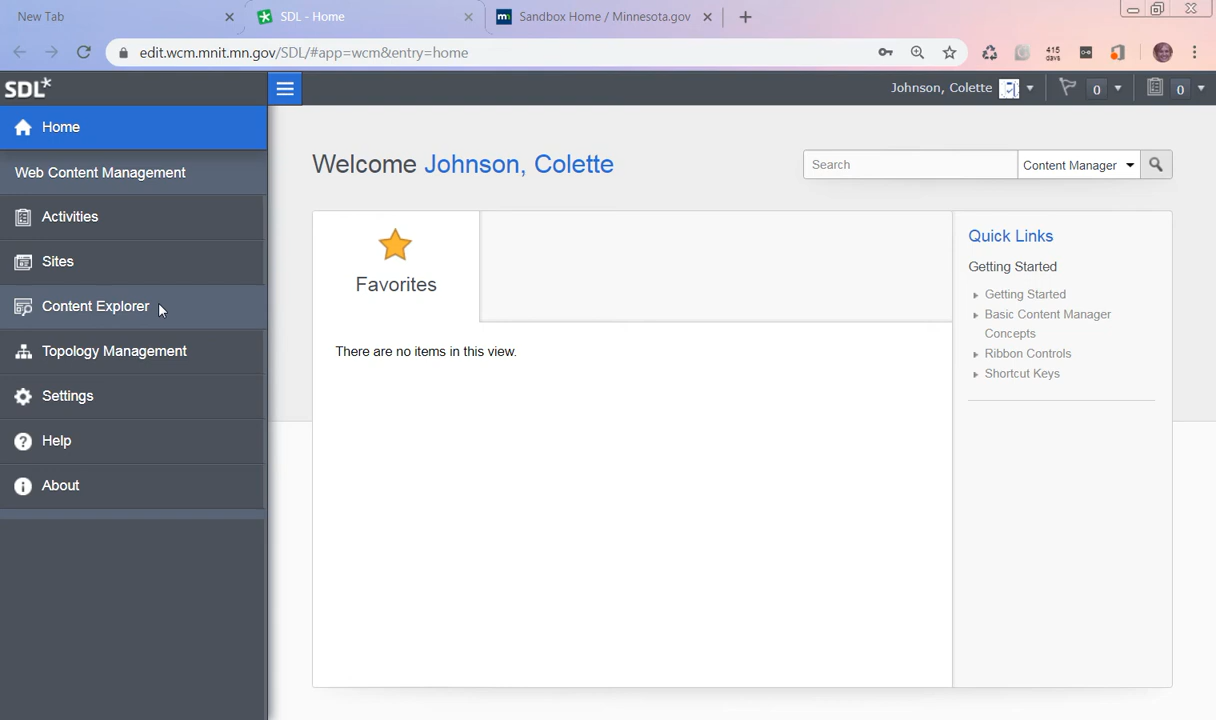 New Tab
SDL - Home
Sandbox Home / Minnesota.gov
edit.wcm.mnit.mn.gov/SDL/#app=wcm&entry=home
415
days
SDL*
Johnson, Colette
0
0
Home
Web Content Management
Activities
Sites
Content Explorer
Topology Management
Settings
Help
About
Welcome Johnson, Colette
Search
Content Manager
Favorites
There are no items in this view.
Quick Links
Getting Started
Getting Started
Basic Content Manager
Concepts
Ribbon Controls
Shortcut Keys